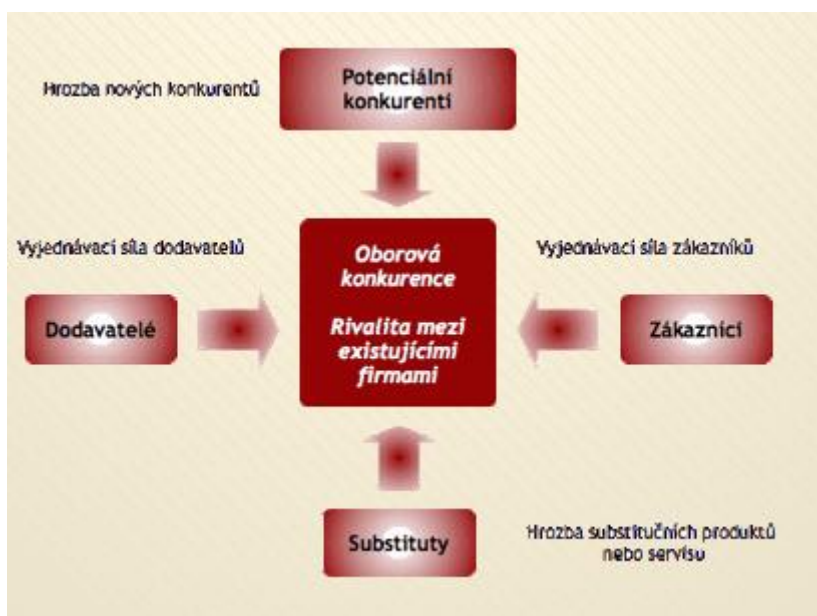 Potenciální
konkurenti
Hrozba nových konkurentů
Vyjednávací síla dodavatelů
Vyjednávací síla zákazníků
Oborová
konkurence
Rivalita mezi
existujícími
firmami
Dodavatelé
Zákazníci
Substituty
Hrozba substitučních produktů
nebo servisu